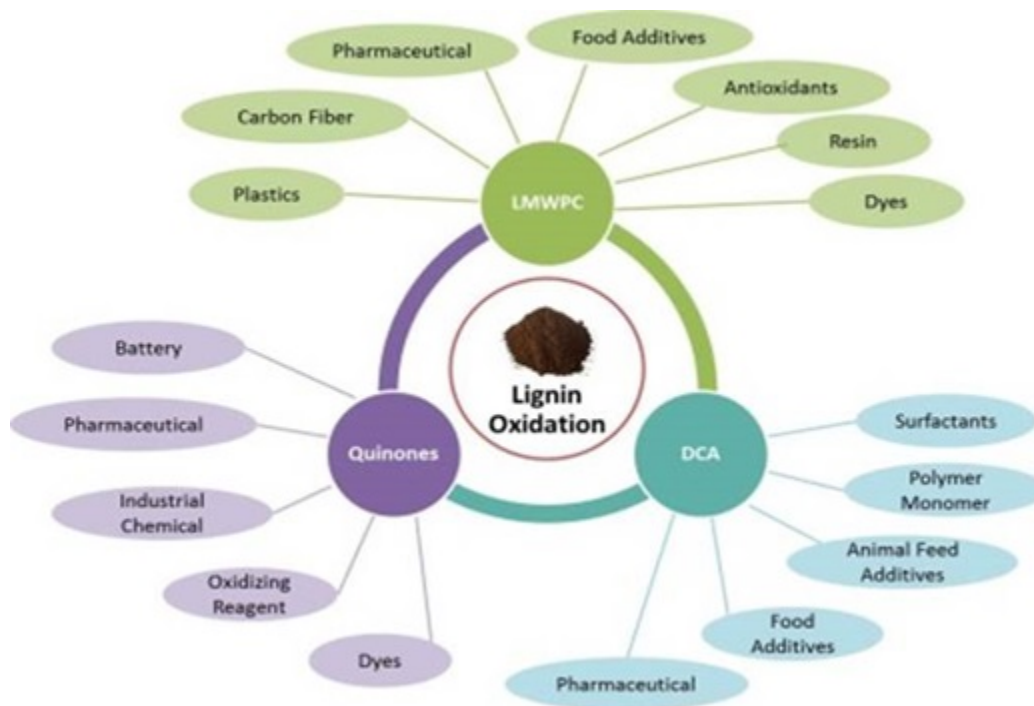 Pharmaceutical
Food Additives
Antioxidants
Carbon Fiber
Resin
Plastics
LMWPC
Dyes
Lignin
Oxidation
Battery
Pharmaceutical
Quinones
Industrial
Chemical
Oxidizing
Reagent
Dyes
DCA
Surfactants
Polymer
Monomer
Animal Feed
Additives
Food
Additives
Pharmaceutical